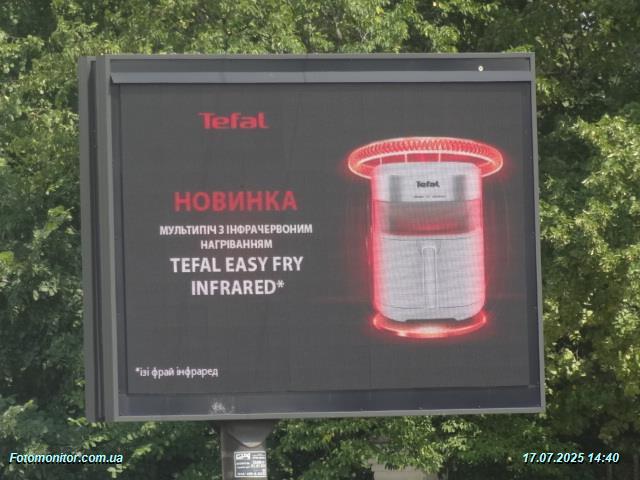 Tefal
Tefal
НОВИНКА
МУЛЬТИПІЧ З ІНФРАЧЕРВОНИМ
НАГРІВАННЯМ
TEFAL EASY FRY
INFRARED*
*ізі фрай інфраред
Fotomonitor.com.ua
17.07.2025 14:40